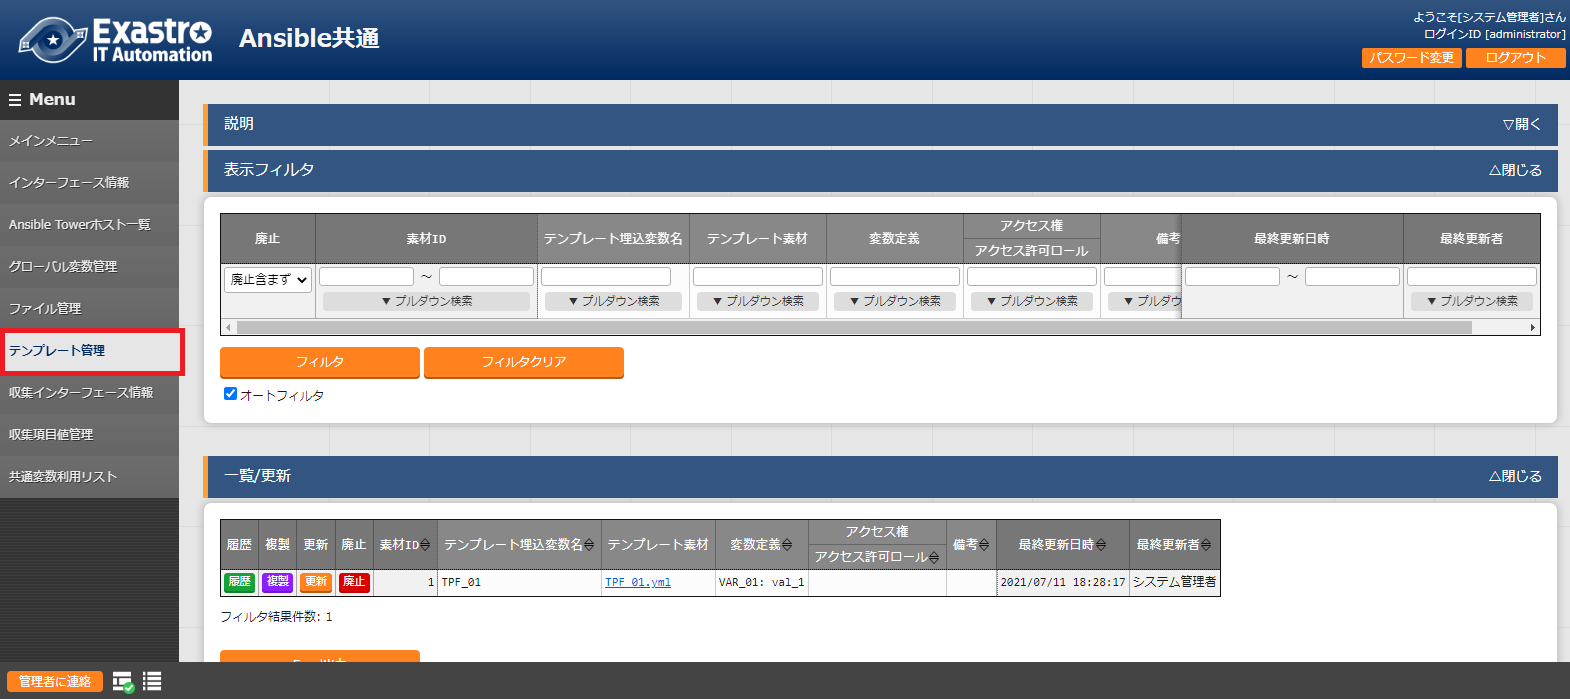 Exastro
IT Automation
Ansible共通
ようこそ[システム管理者]さん
ログインID [administrator]
パスワード変更
ログアウト
Menu
メインメニュー
インターフェース情報
Ansible Towerホスト一覧
グローバル変数管理
ファイル管理
テンプレート管理
収集インターフェース情報
収集項目値管理
共通変数利用リスト
説明
▽開く
表示フィルタ
△閉じる
廃止 素材ID テンプレート埋込変数名 テンプレート素材 変数定義 アクセス権 備考 最終更新日時 最終更新者
アクセス許可ロール
廃止含まず ~ ~
▼ プルダウン検索 ▼ プルダウン検索 ▼ プルダウン検索 ▼ プルダウン検索 ▼ プルダウン検索 ▼ プルダウ ▼ プルダウン検索
フィルタ
フィルタクリア
オートフィルタ
一覧/更新
△閉じる
履歴 複製 更新 廃止 素材ID テンプレート埋込変数名 テンプレート素材 変数定義 アクセス権 備考 最終更新日時 最終更新者
アクセス許可ロール
履歴 複製 更新 廃止 1 TPF_01 TPF_01.yml VAR_01: val_1 2021/07/11 18:28:17 システム管理者
フィルタ結果件数: 1
管理者に連絡